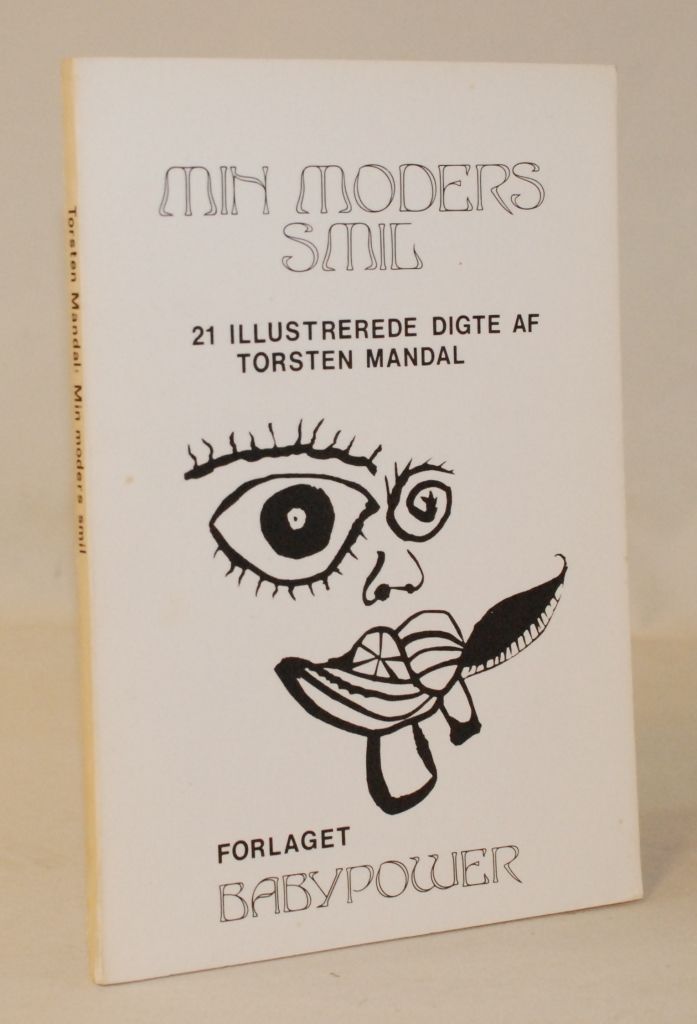 MIN MODERS
SMIL
21 ILLUSTREREDE DIGTE AF
TORSTEN MANDAL
FORLAGET
BABYPOWER
Torsten Mandal: Min moders smil